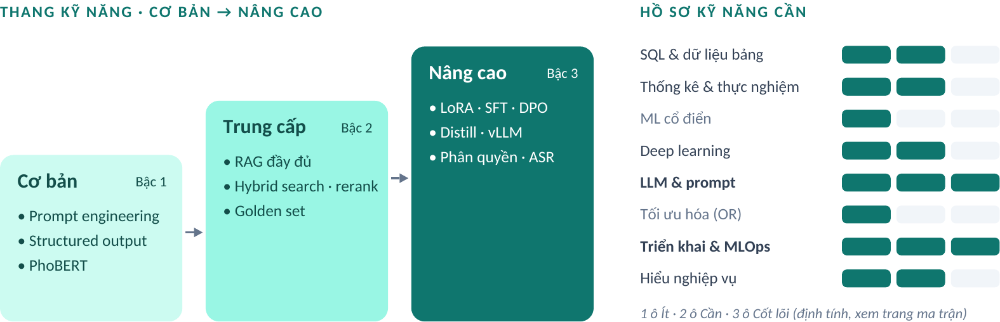 THANG KỸ NĂNG · CƠ BẢN → NÂNG CAO
Cơ bản
Bậc 1
• Prompt engineering
• Structured output
• PhoBERT
Trung cấp
Bậc 2
• RAG đầy đủ
• Hybrid search · rerank
• Golden set
Nâng cao
Bậc 3
• LoRA · SFT · DPO
• Distill · vLLM
• Phân quyền · ASR
HỒ SƠ KỸ NĂNG CẦN
SQL & dữ liệu bảng
Thống kê & thực nghiệm
ML cổ điển
Deep learning
LLM & prompt
Tối ưu hóa (OR)
Triển khai & MLOps
Hiểu nghiệp vụ
1 ô Ít · 2 ô Cần · 3 ô Cốt lõi (định tính, xem trang ma trận)